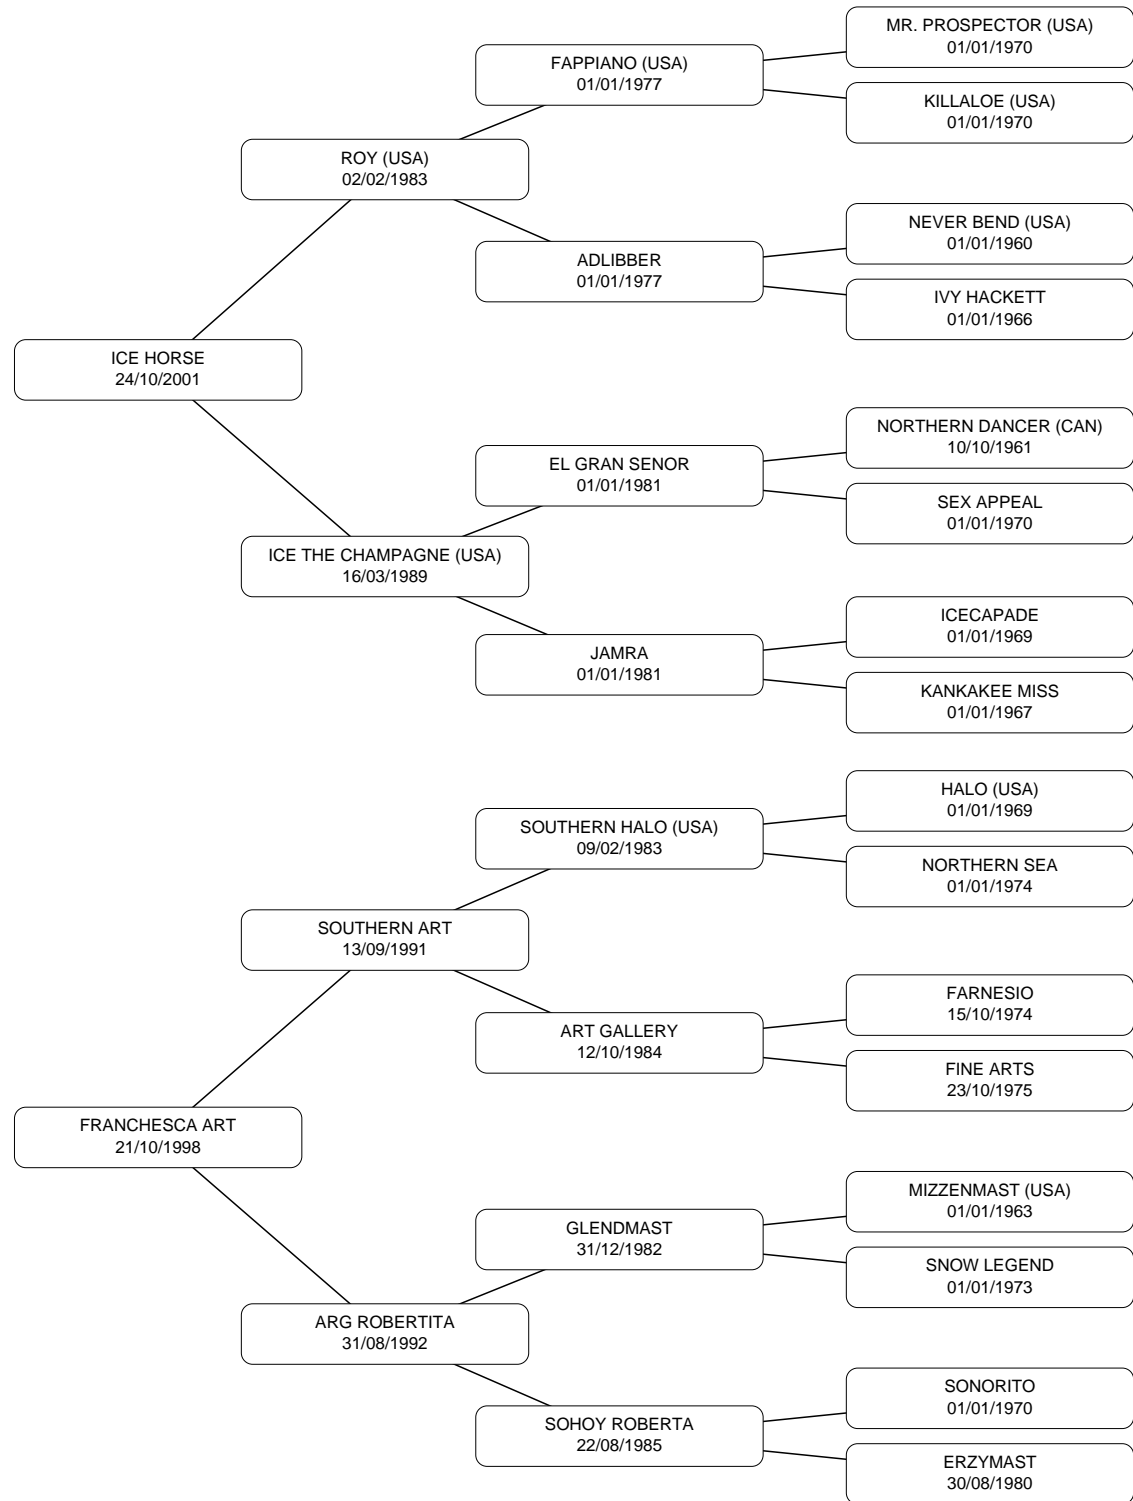 MR. PROSPECTOR (USA)
01/01/1970
FAPPIANO (USA)
01/01/1977
KILLALOE (USA)
01/01/1970
ROY (USA)
02/02/1983
NEVER BEND (USA)
01/01/1960
ADLIBBER
01/01/1977
IVY HACKETT
01/01/1966
ICE HORSE
24/10/2001
NORTHERN DANCER (CAN)
10/10/1961
EL GRAN SENOR
01/01/1981
SEX APPEAL
01/01/1970
ICE THE CHAMPAGNE (USA)
16/03/1989
ICECAPADE
01/01/1969
JAMRA
01/01/1981
KANKAKEE MISS
01/01/1967
HALO (USA)
01/01/1969
SOUTHERN HALO (USA)
09/02/1983
NORTHERN SEA
01/01/1974
SOUTHERN ART
13/09/1991
FARNESIO
15/10/1974
ART GALLERY
12/10/1984
FINE ARTS
23/10/1975
FRANCHESCA ART
21/10/1998
MIZZENMAST (USA)
01/01/1963
GLENDMAST
31/12/1982
SNOW LEGEND
01/01/1973
ARG ROBERTITA
31/08/1992
SONORITO
01/01/1970
SOHOY ROBERTA
22/08/1985
ERZYMAST
30/08/1980